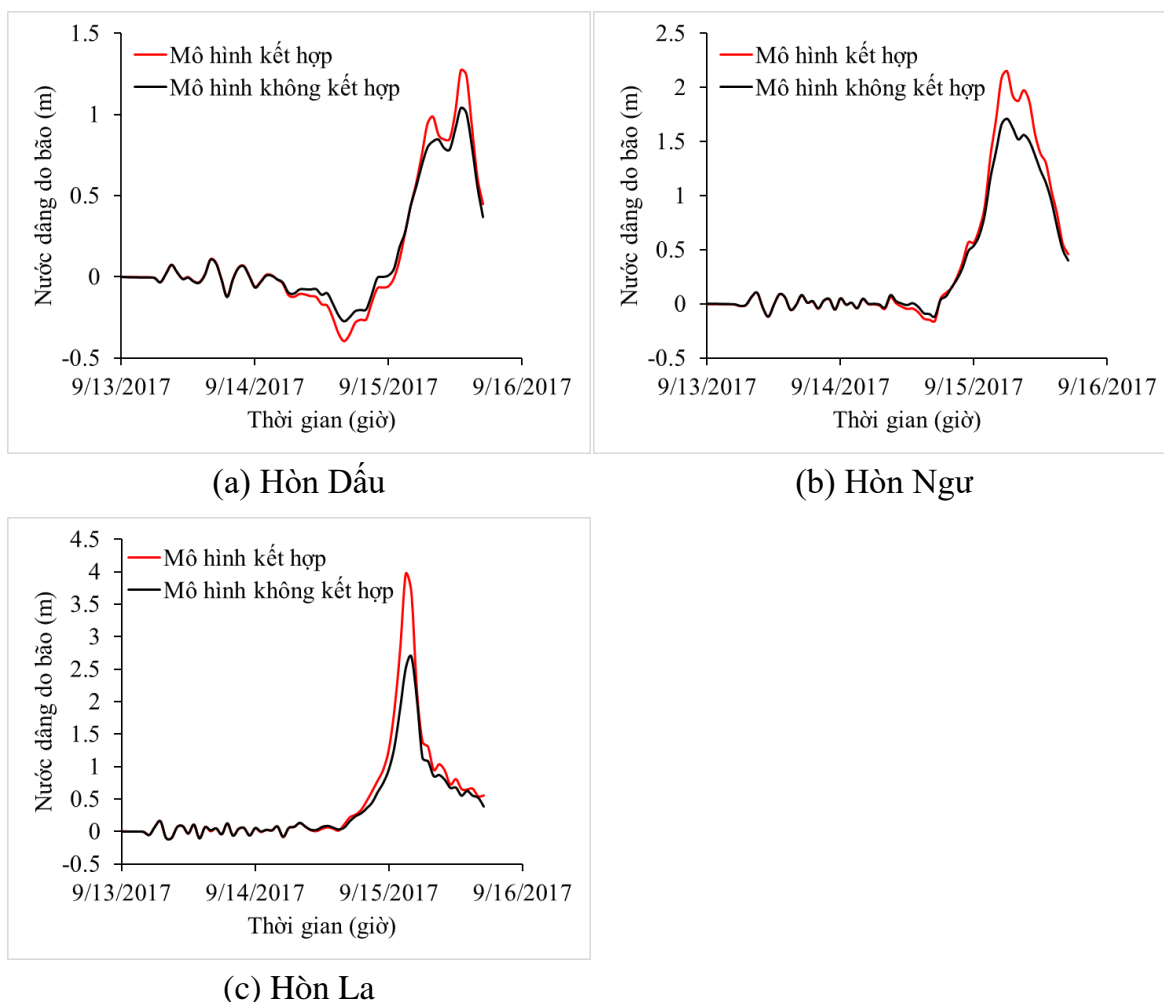 Nước dâng do bão (m)
1.5
1
0.5
0
-0.5
Mô hình kết hợp
Mô hình không kết hợp
9/13/2017 9/14/2017 9/15/2017 9/16/2017
Thời gian (giờ)
(a) Hòn Dấu
Nước dâng do bão (m)
2.5
2
1.5
1
0.5
0
-0.5
Mô hình kết hợp
Mô hình không kết hợp
9/13/2017 9/14/2017 9/15/2017 9/16/2017
Thời gian (giờ)
(b) Hòn Ngư
Nước dâng do bão (m)
4.5
4
3.5
3
2.5
2
1.5
1
0.5
0
-0.5
Mô hình kết hợp
Mô hình không kết hợp
9/13/2017 9/14/2017 9/15/2017 9/16/2017
Thời gian (giờ)
(c) Hòn La